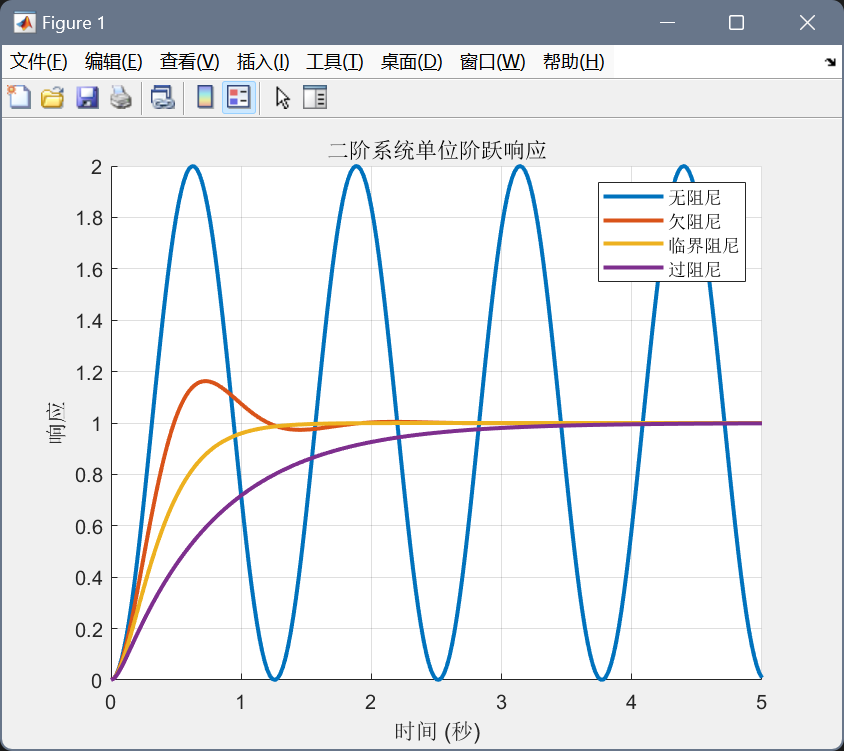 Figure 1
文件(F) 编辑(E) 查看(V) 插入(I) 工具(T) 桌面(D) 窗口(W) 帮助(H)
二阶系统单位阶跃响应
无阻尼
欠阻尼
临界阻尼
过阻尼
响应
2
1.8
1.6
1.4
1.2
1
0.8
0.6
0.4
0.2
0
0 1 2 3 4 5
时间 (秒)